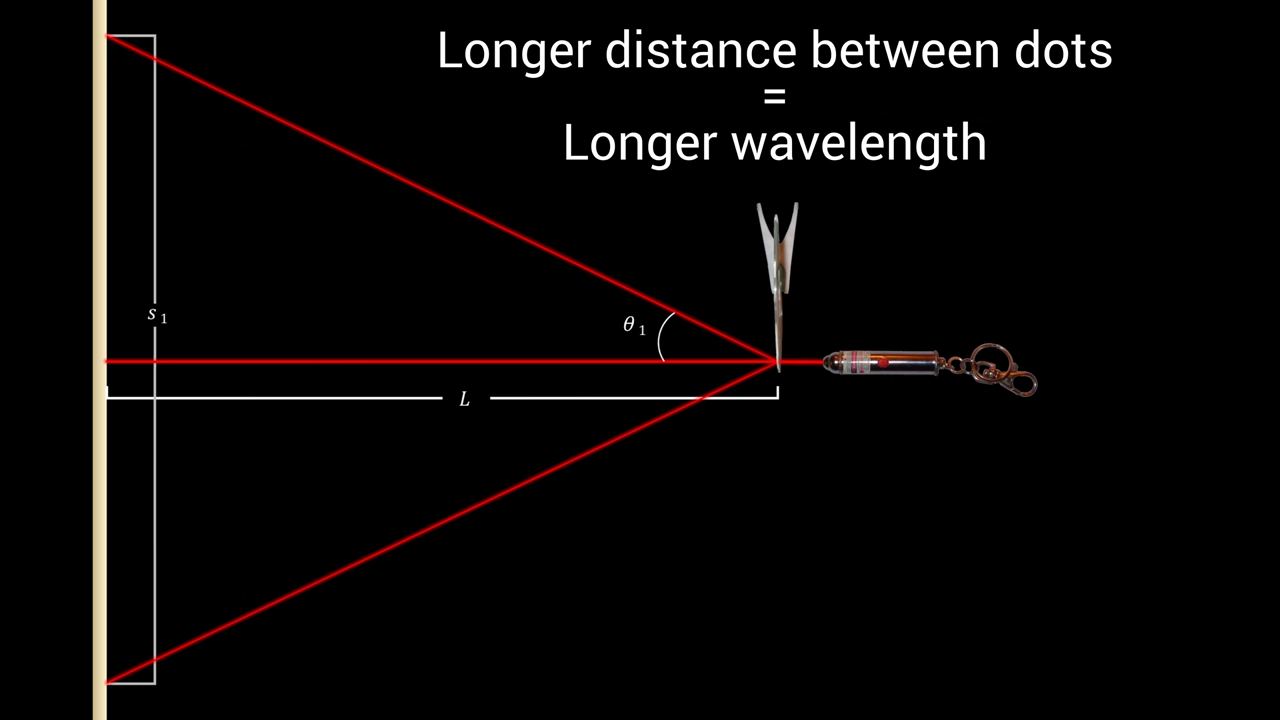 Longer distance between dots
=
Longer wavelength
s 1
θ 1
L